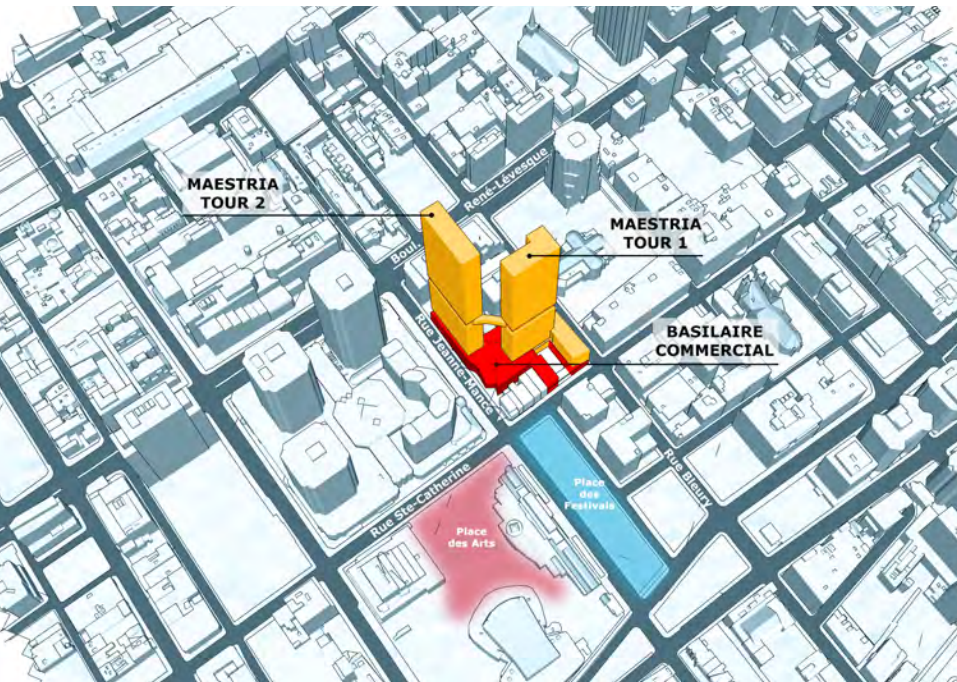 René-Lévesque
MAESTRIA
TOUR 2
MAESTRIA
TOUR 1
Boul.
BASILAIRE
COMMERCIAL
Rue Jeanne-Mance
Rue Ste-Catherine
Rue Bleury
Place
des
Festivals
Place
des Arts